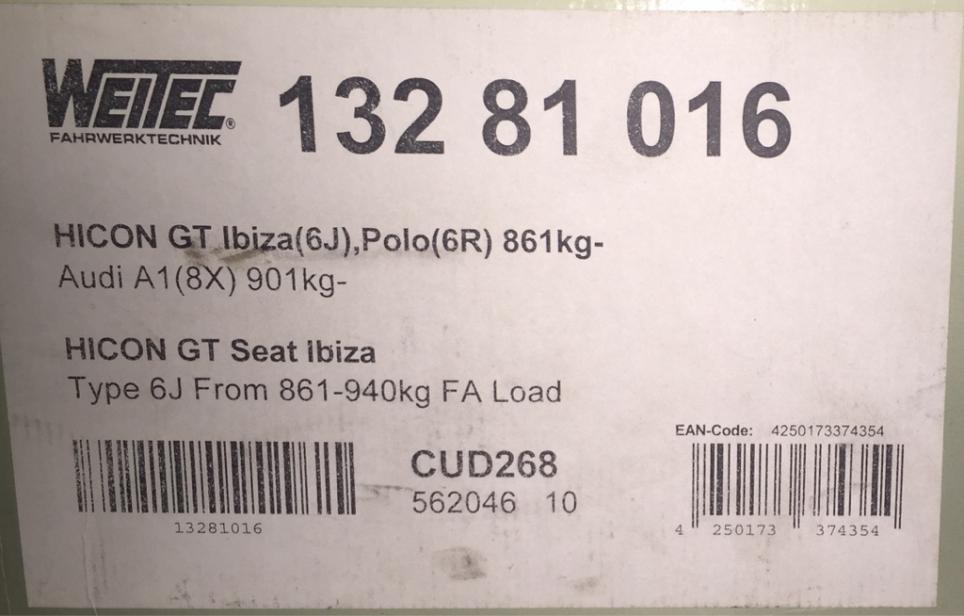 WEITEC®
FAHRWERKTECHNIK
132 81 016
HICON GT Ibiza(6J),Polo(6R) 861kg-
Audi A1(8X) 901kg-
HICON GT Seat Ibiza
Type 6J From 861-940kg FA Load
13281016
CUD268
562046 10
EAN-Code: 4250173374354
4 250173 374354